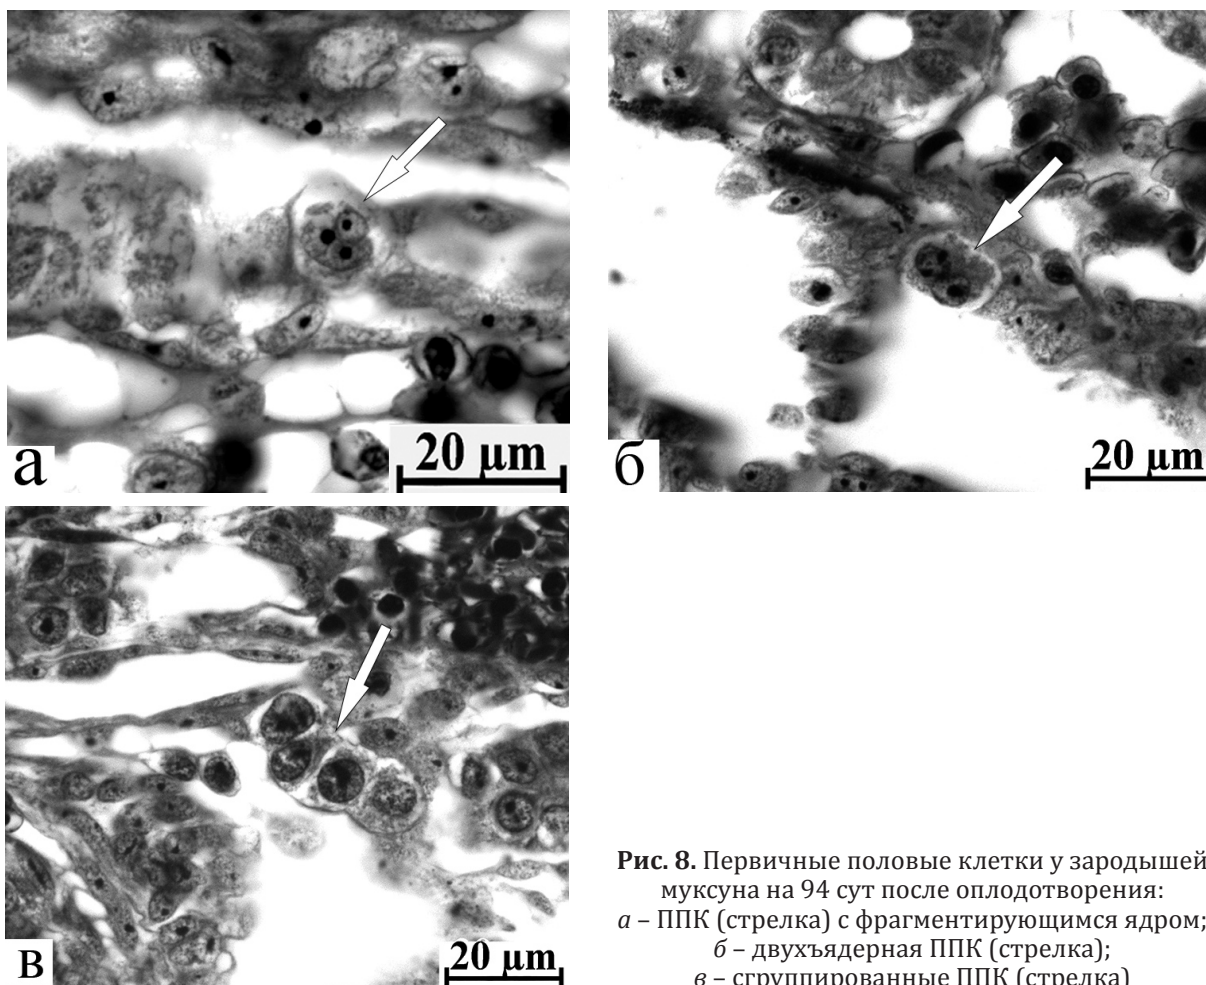 а
20 μm
б
20 μm
в
20 μm
Рис. 8. Первичные половые клетки у зародышей
муксуна на 94 сут после оплодотворения:
а – ППК (стрелка) с фрагментирующимся ядром;
б – двухъядерная ППК (стрелка);
в – сгруппированные ППК (стрелка)